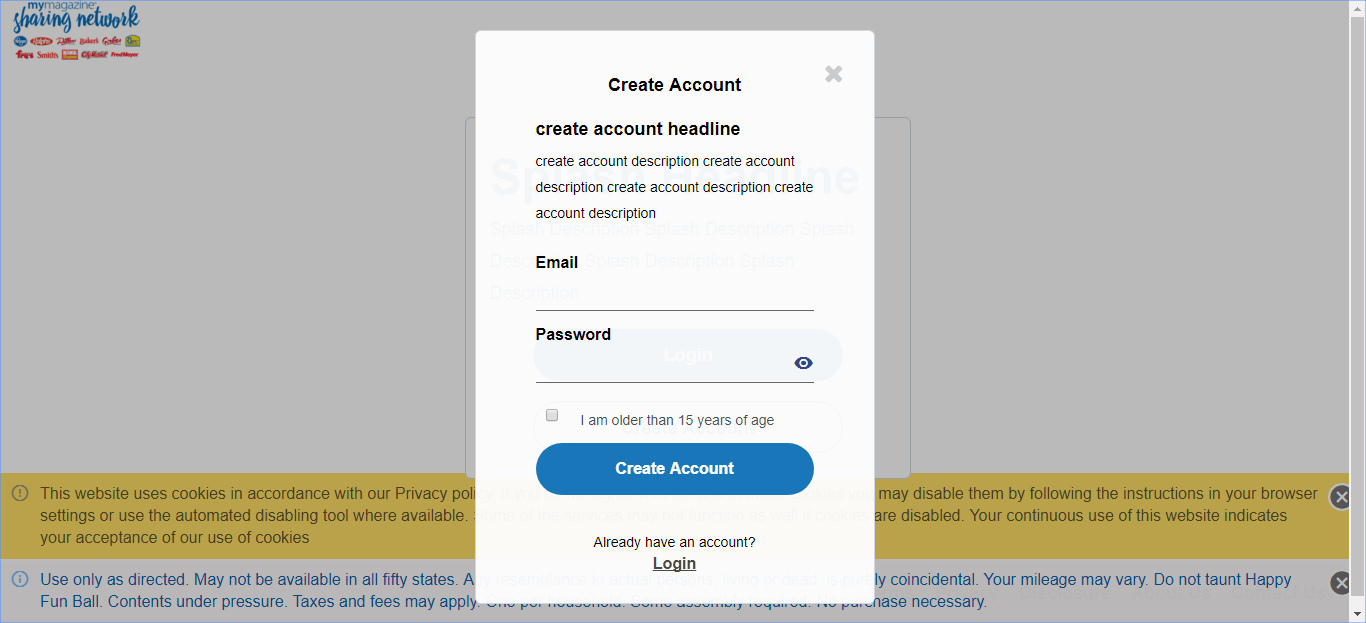 mymagazine
sharing network
Ralphs Dillons Bakers Gerbes
fry's Smith's FredMeyer
Create Account
create account headline
create account description create account
description create account description create
account description
Splash Headline
Splash Description Splash Description Splash
Description Splash Description Splash
Description
Email
Password
Login
I am older than 15 years of age
Create Account
This website uses cookies in accordance with our Privacy policy. may disable them by following the instructions in your browser
settings or use the automated disabling tool where available. Some of the services may not function as well if cookies are disabled. Your continuous use of this website indicates
your acceptance of our use of cookies
Already have an account?
Login
Use only as directed. May not be available in all fifty states. Any resemblance to actual persons, living or dead, is purely coincidental. Your mileage may vary. Do not taunt Happy
Fun Ball. Contents under pressure. Taxes and fees may apply. One per household. Some assembly required. No purchase necessary.